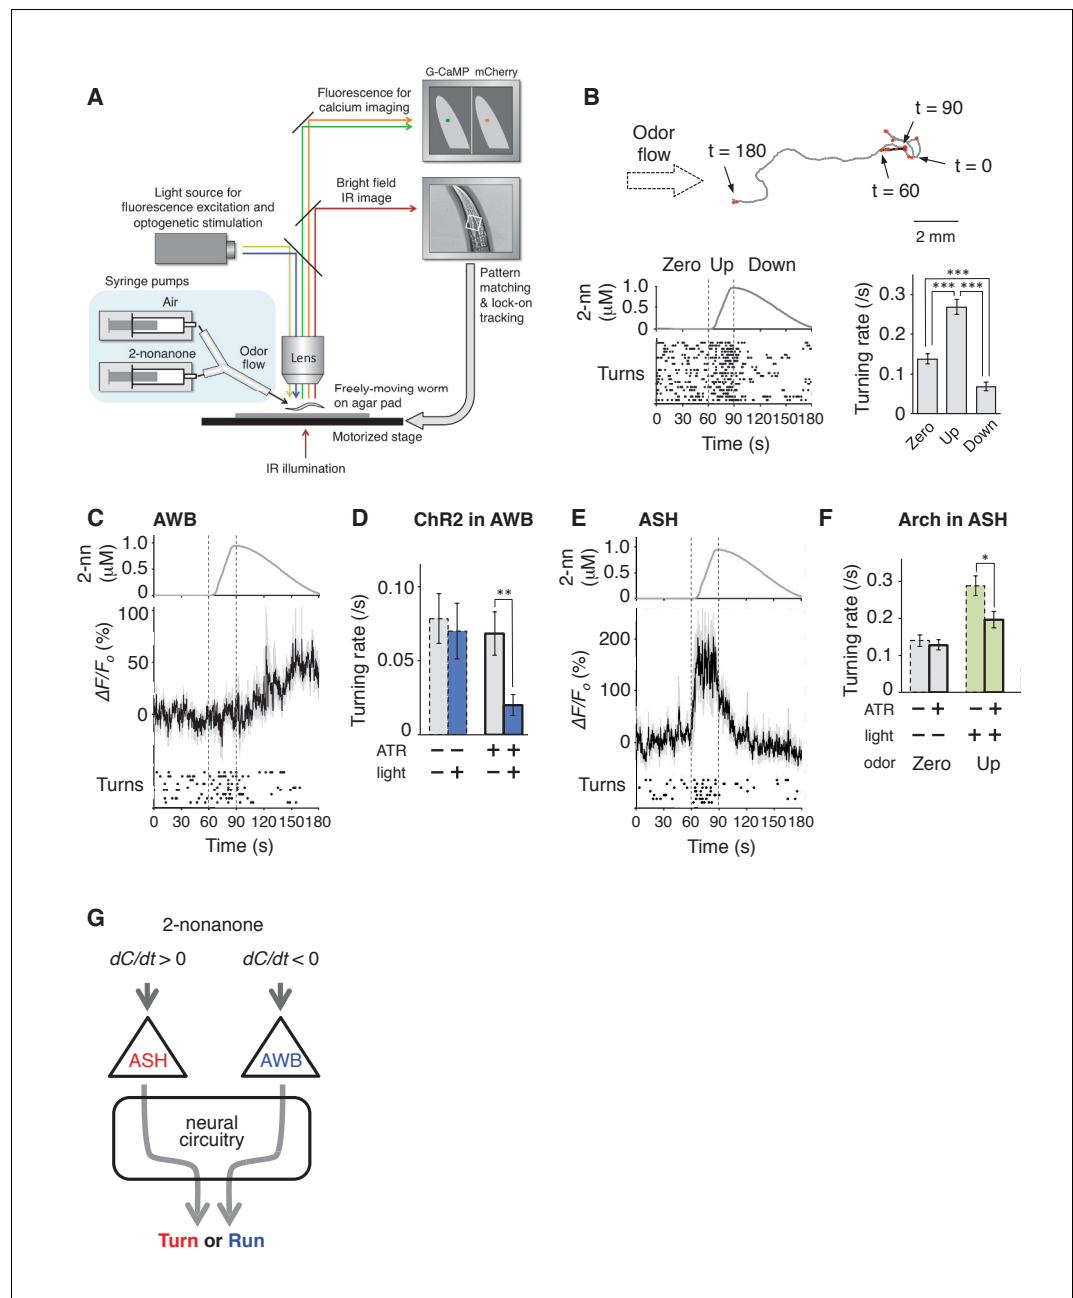 A
G-CaMP mCherry
Fluorescence for
calcium imaging
Bright field
IR image
Light source for
fluorescence excitation and
optogenetic stimulation
Pattern
matching
& lock-on
tracking
Syringe pumps
Air
2-nonanone
Odor
flow
Lens
Freely-moving worm
on agar pad
Motorized stage
IR illumination
B
Odor
flow
t = 90
t = 180
t = 0
t = 60
2 mm
Zero Up Down
2-nn
(μM)
1.0
0.5
0
Turns
0 30 60 90 120 150 180
Time (s)
Turning rate (/s)
0.3
0.2
0.1
0
***
*** ***
Zero
Up
Down
C AWB
2-nn
(μM)
1.0
0.5
0
ΔF/Fo (%)
100
50
0
Turns
0 30 60 90 120 150 180
Time (s)
D ChR2 in AWB
Turning rate (/s)
0.10
0.05
0
**
ATR − − + +
light − + − +
E ASH
2-nn
(μM)
1.0
0.5
0
ΔF/Fo (%)
200
100
0
Turns
0 30 60 90 120 150 180
Time (s)
F Arch in ASH
Turning rate (/s)
0.3
0.2
0.1
0
*
ATR − + − +
light − − + +
odor Zero Up
G
2-nonanone
dC/dt > 0 dC/dt < 0
ASH AWB
neural
circuitry
Turn or Run